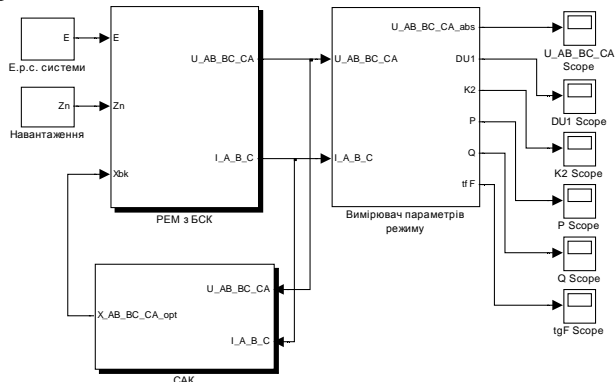 E
E
Е.р.с. системи
Zn
Zn
Навантаження
Xbk
U_AB_BC_CA
I_A_B_C
РЕМ з БСК
U_AB_BC_CA
I_A_B_C
U_AB_BC_CA_abs
DU1
K2
P
Q
tf F
Вимірювач параметрів
режиму
U_AB_BC_CA
Scope
DU1 Scope
K2 Scope
P Scope
Q Scope
tgF Scope
X_AB_BC_CA_opt
U_AB_BC_CA
I_A_B_C
САК